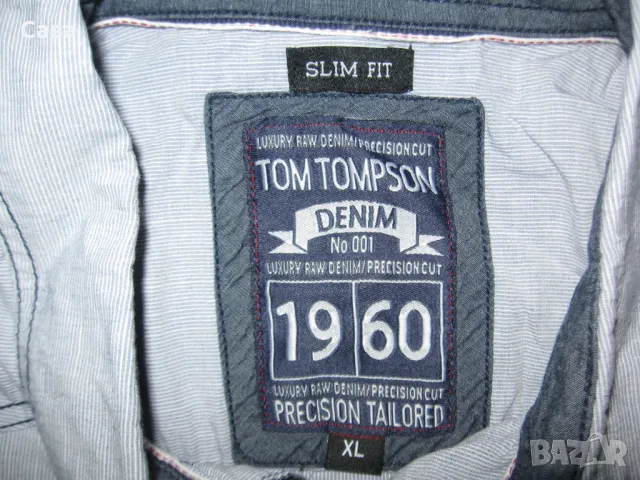 SLIM FIT
LUXURY RAW DENIM/PRECISION CUT
TOM TOMPSON
DENIM
No 001
LUXURY RAW DENIM/PRECISION CUT
19 60
LUXURY RAW DENIM/PRECISION CUT
PRECISION TAILORED
XL
BAZAR